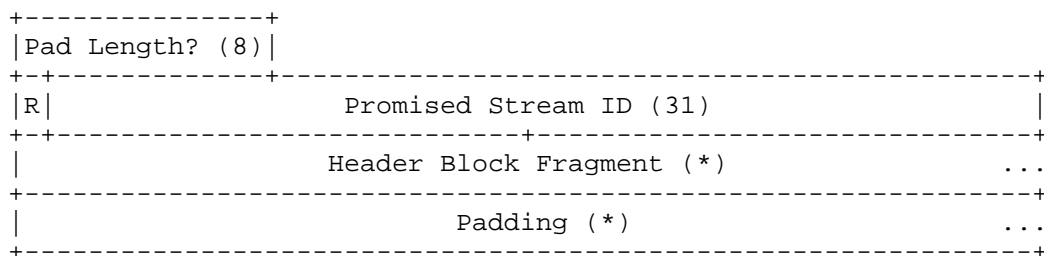 +---------------+
|Pad Length? (8)|
+-+-------------+-----------------------------------------------+
|R|                  Promised Stream ID (31)                    |
+-+-----------------------------+-------------------------------+
|                   Header Block Fragment (*)                 ...
+---------------------------------------------------------------+
|                           Padding (*)                       ...
+---------------------------------------------------------------+